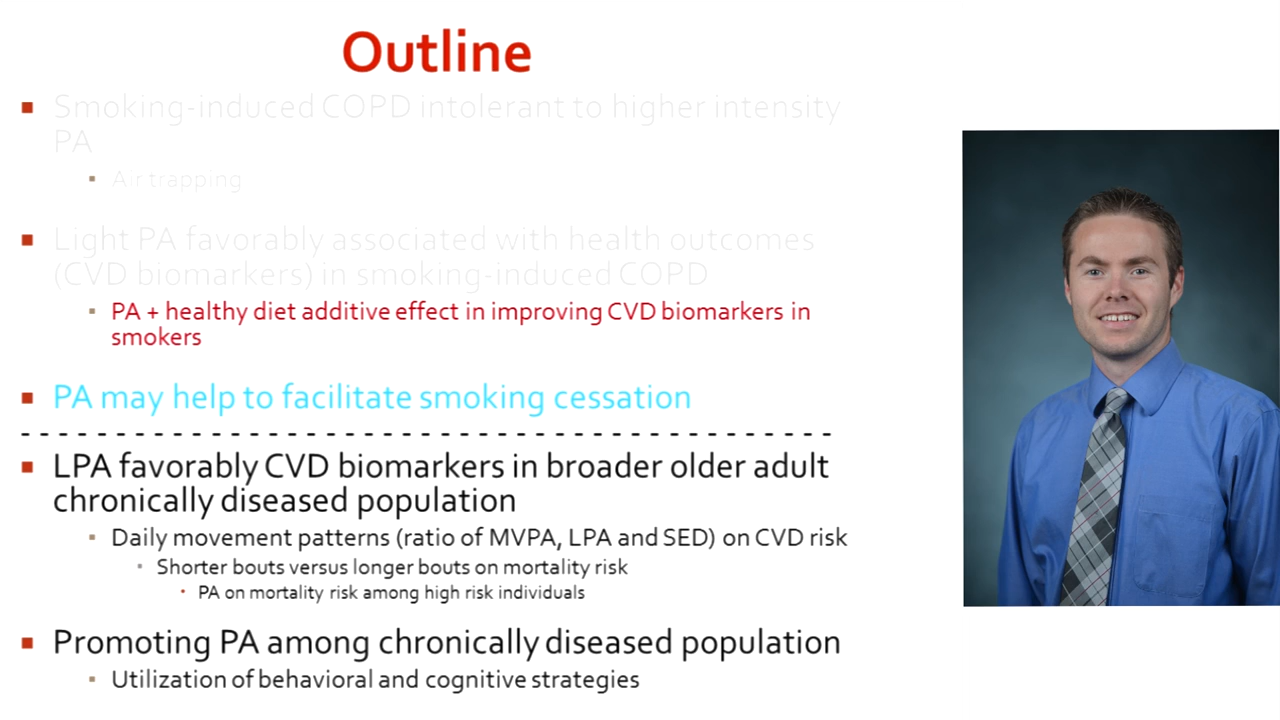 Outline
Smoking-induced COPD intolerant to higher intensity
PA
Air trapping
Light PA favorably associated with health outcomes
(CVD biomarkers) in smoking-induced COPD
PA + healthy diet additive effect in improving CVD biomarkers in
smokers
PA may help to facilitate smoking cessation
LPA favorably CVD biomarkers in broader older adult
chronically diseased population
Daily movement patterns (ratio of MVPA, LPA and SED) on CVD risk
Shorter bouts versus longer bouts on mortality risk
PA on mortality risk among high risk individuals
Promoting PA among chronically diseased population
Utilization of behavioral and cognitive strategies